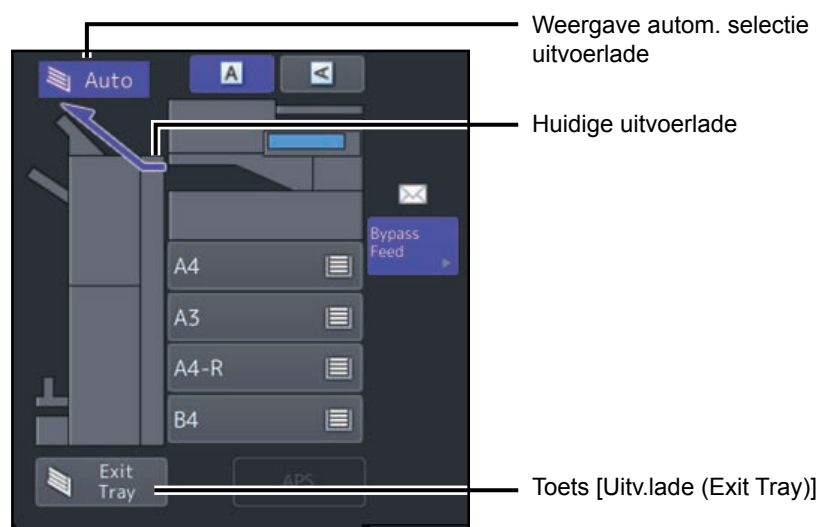 Weergave autom. selectie
uitvoerlade
Auto
A
A
Huidige uitvoerlade
Bypass
Feed
A4
A3
A4-R
B4
Exit
Tray
APS
Toets [Uitv.lade (Exit Tray)]